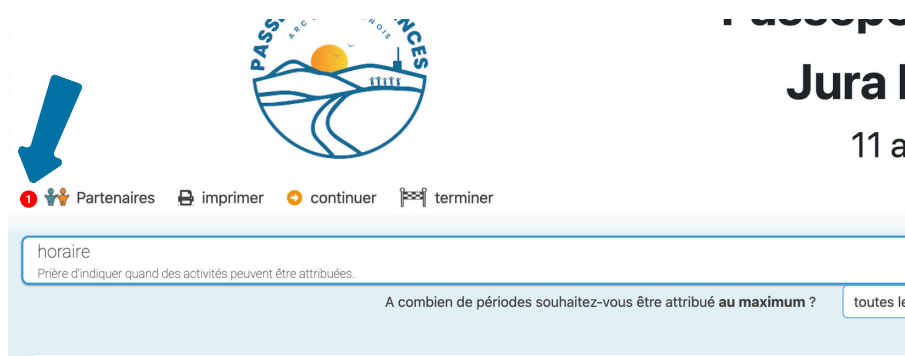 ARC
Jura
11 a
1 Partenaires imprimer continuer terminer
horaire
Prière d'indiquer quand des activités peuvent être attribuées.
A combien de périodes souhaitez-vous être attribué au maximum ? toutes le